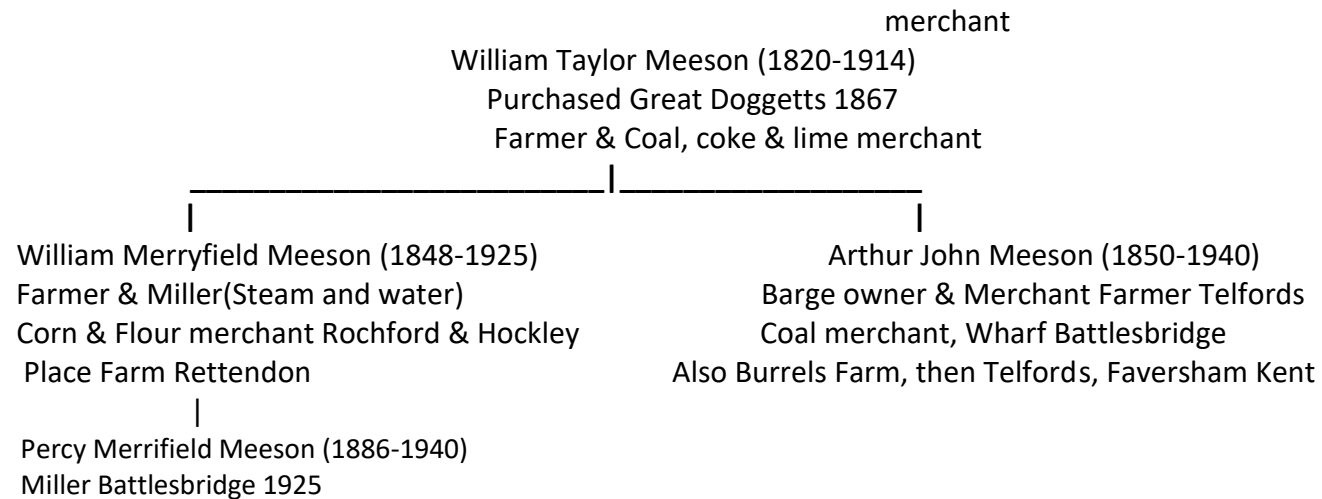 merchant
William Taylor Meeson (1820-1914)
Purchased Great Doggetts 1867
Farmer & Coal, coke & lime merchant
William Merryfield Meeson (1848-1925)
Arthur John Meeson (1850-1940)
Farmer & Miller(Steam and water)
Barge owner & Merchant Farmer Telfords
Corn & Flour merchant Rochford & Hockley
Coal merchant, Wharf Battlesbridge
Place Farm Rettendon
Also Burrels Farm, then Telfords, Faversham Kent
Percy Merrifield Meeson (1886-1940)
Miller Battlesbridge 1925